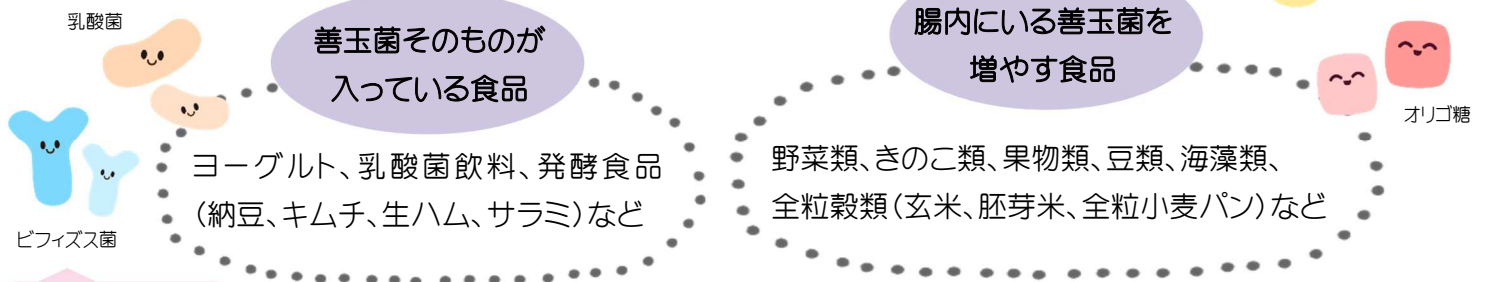 乳酸菌
善玉菌そのものが
入っている食品
ヨーグルト、乳酸菌飲料、発酵食品
（納豆、キムチ、生ハム、サラミ）など
ビフィズス菌
腸内にいる善玉菌を
増やす食品
オリゴ糖
野菜類、きのこ類、果物類、豆類、海藻類、
全粒穀類（玄米、胚芽米、全粒小麦パン）など